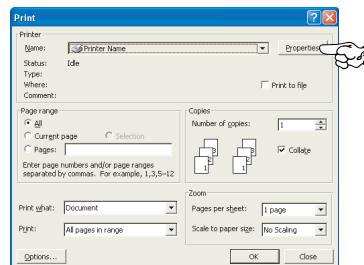 Print
Printer
Name: Printer Name Properties
Status: Idle
Type:
Where:
Comment:
Print to file
Page range
All
Current page Selection
Pages:
Enter page numbers and/or page ranges
separated by commas. For example, 1,3,5-12
Copies
Number of copies: 1
Collate
Print what: Document
Print: All pages in range
Zoom
Pages per sheet: 1 page
Scale to paper size: No Scaling
Options... OK Close